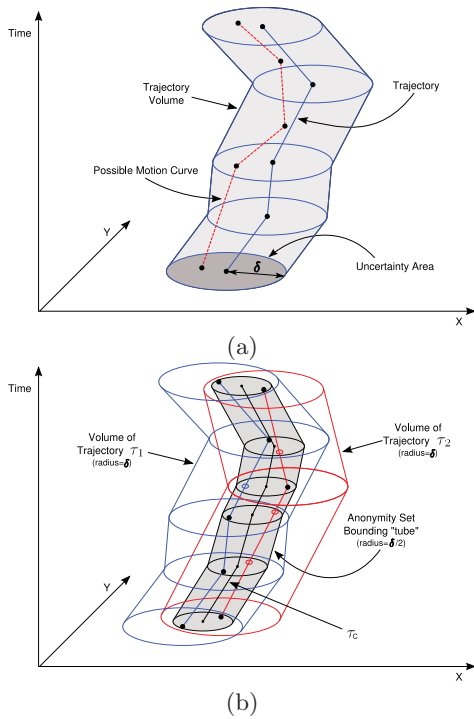 Time
Trajectory
Volume
Trajectory
Possible Motion Curve
Y
δ
Uncertainty Area
X
(a)
Time
Volume of
Trajectory τ1
(radius=δ)
Volume of
Trajectory τ2
(radius=δ)
Anonymity Set
Bounding "tube"
(radius=δ/2)
Y
τc
X
(b)